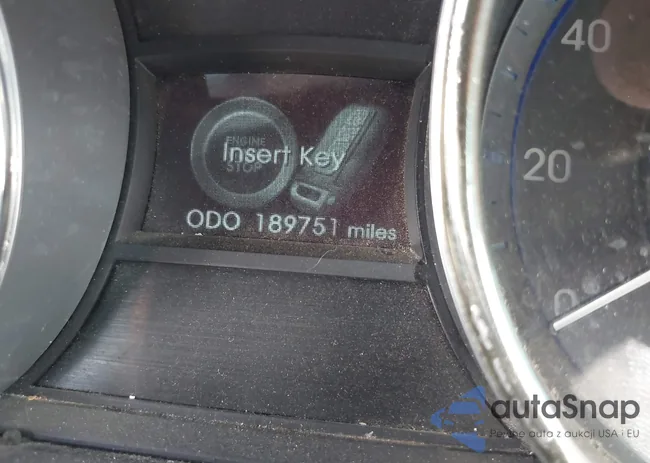 40
ENGINE
Insert Key
STOP
20
ODO 189751 miles
0
autaSnap
Pewne auta z aukcji USA i EU